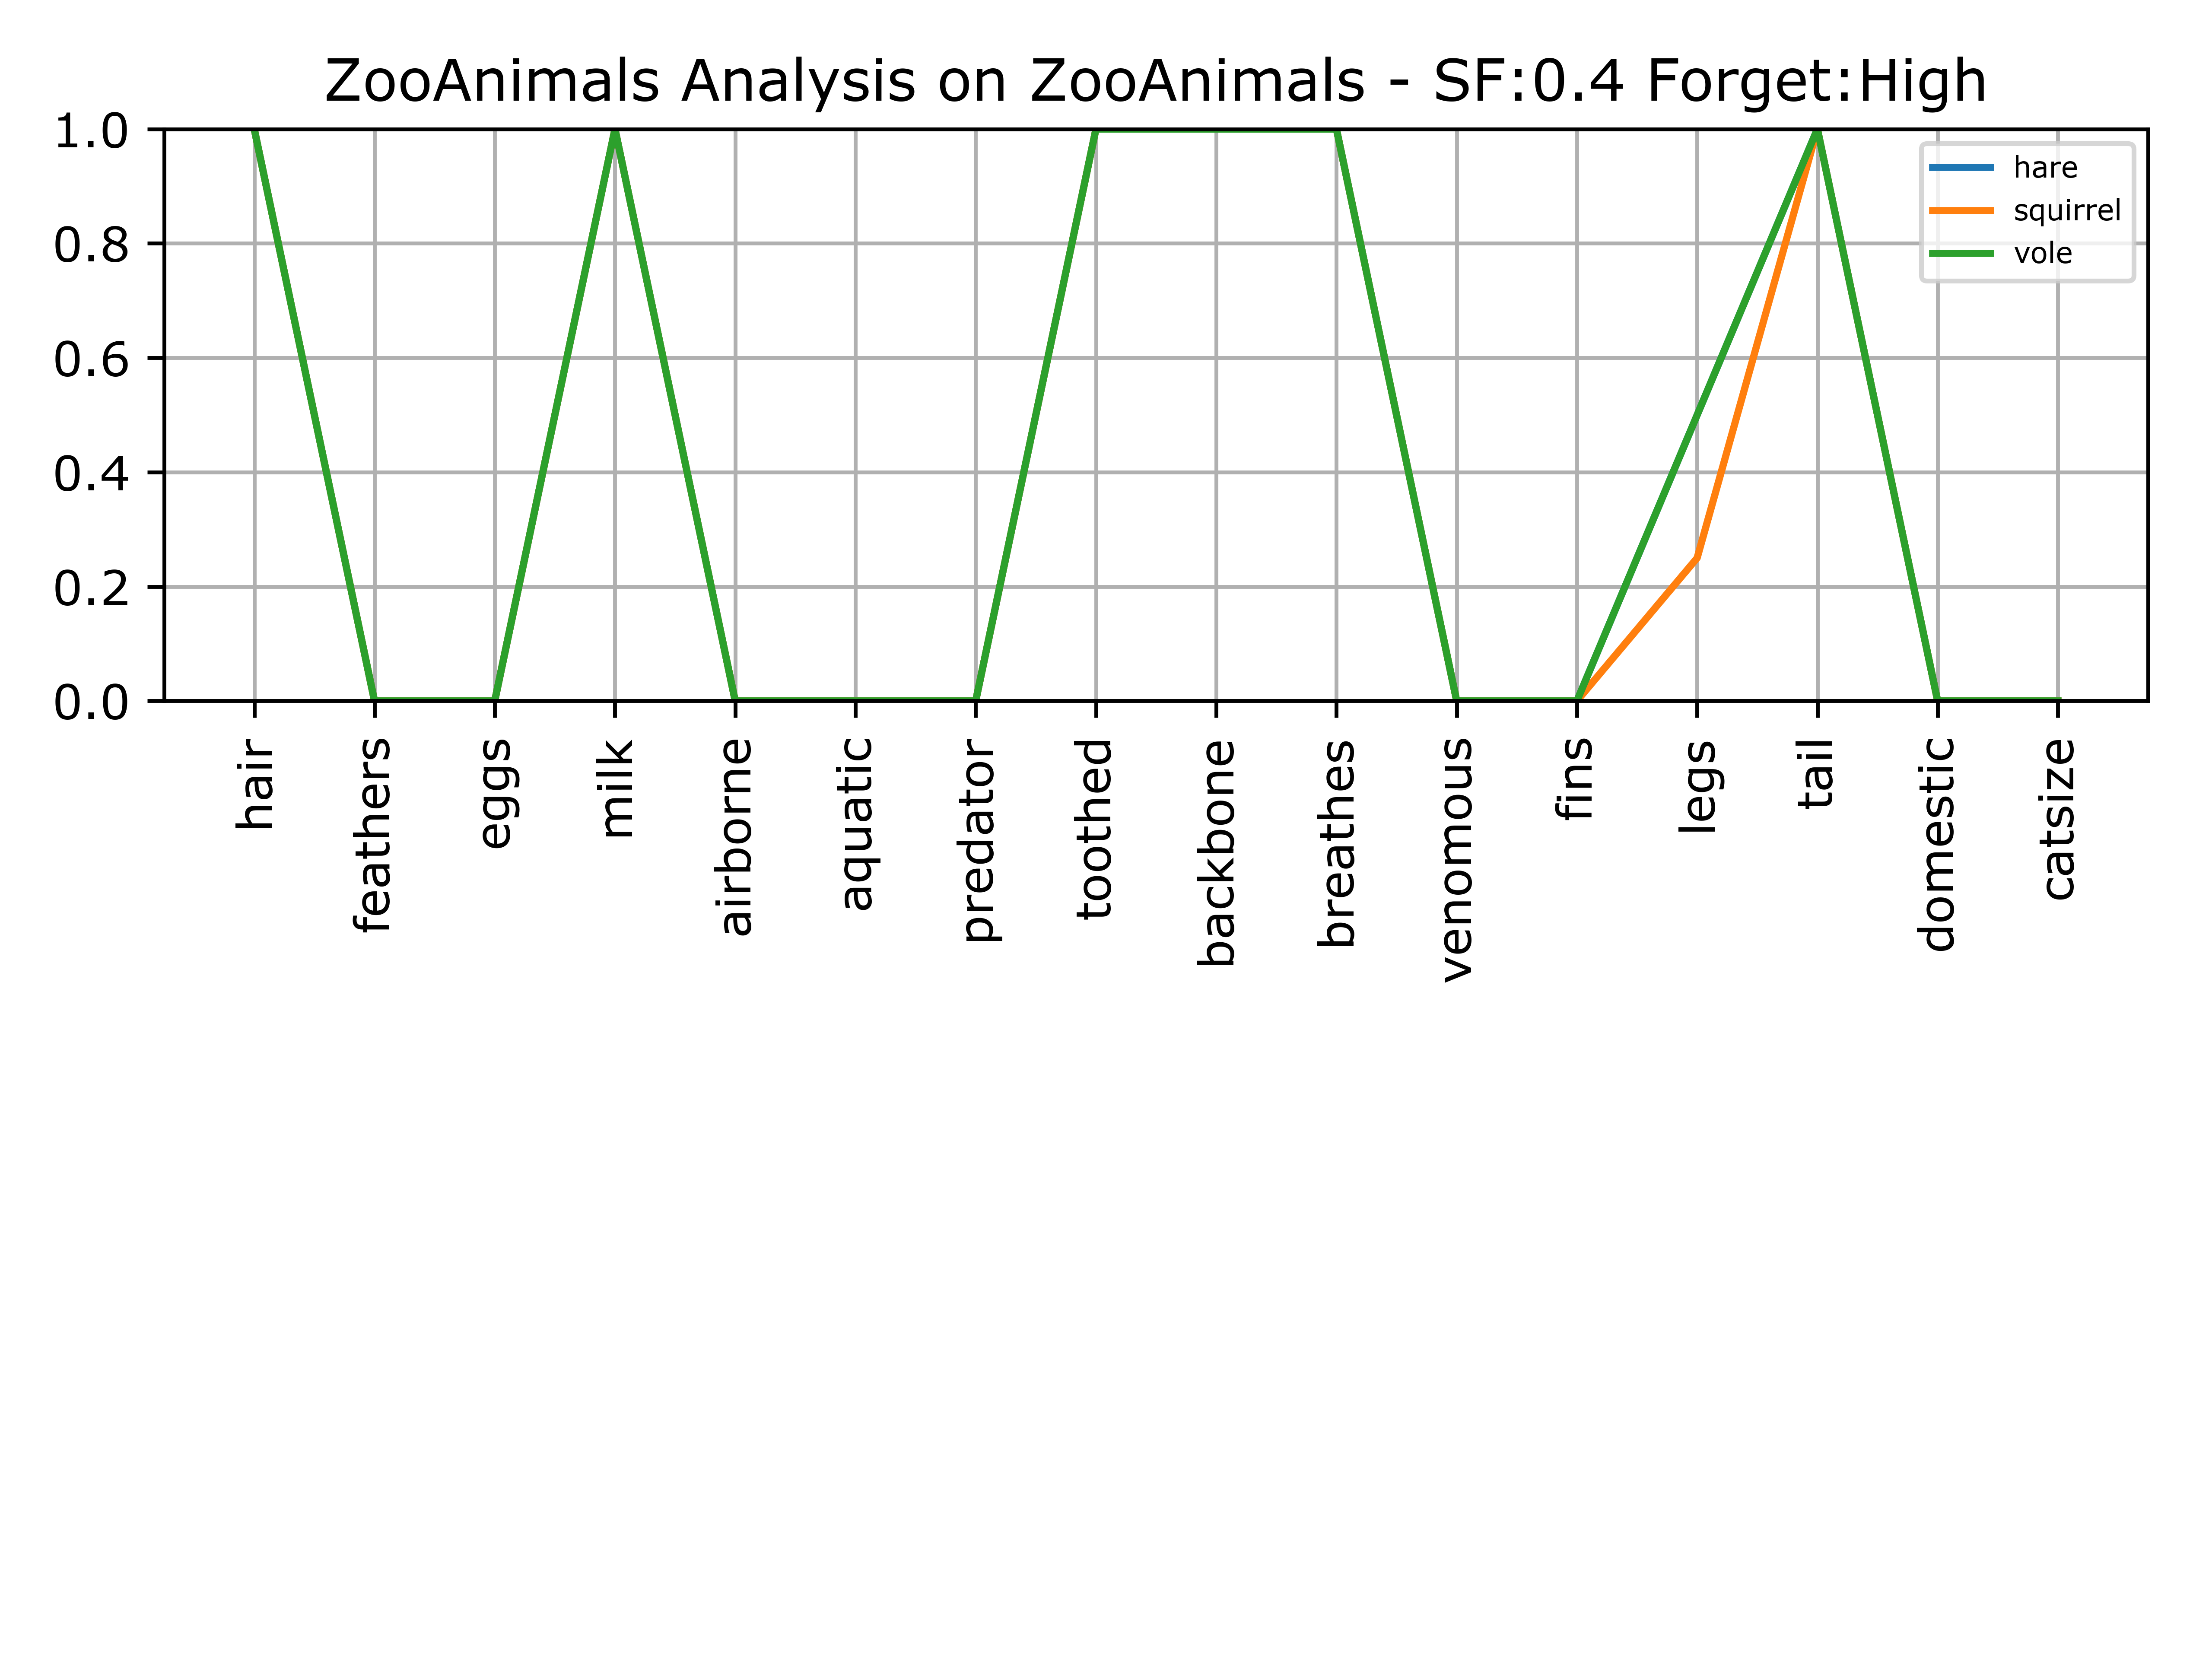 ZooAnimals Analysis on ZooAnimals - SF:0.4 Forget:High
1.0
0.8
0.6
0.4
0.2
0.0
hare
squirrel
vole
hair
feathers
eggs
milk
airborne
aquatic
predator
toothed
backbone
breathes
venomous
fins
legs
tail
domestic
catsize